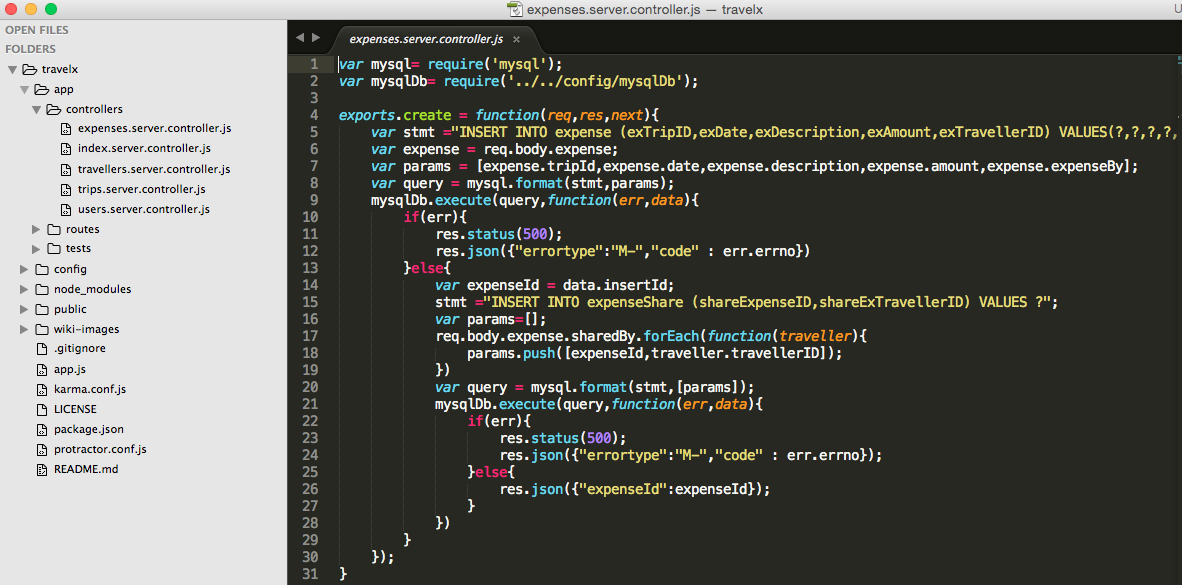 expenses.server.controller.js — travelx
OPEN FILES
FOLDERS
travelx
app
controllers
expenses.server.controller.js
index.server.controller.js
travellers.server.controller.js
trips.server.controller.js
users.server.controller.js
routes
tests
config
node_modules
public
wiki-images
.gitignore
app.js
karma.conf.js
LICENSE
package.json
protractor.conf.js
README.md
expenses.server.controller.js ×
1 var mysql= require('mysql');
2 var mysqlDb= require('../../config/mysqlDb');
3
4 exports.create = function(req,res,next){
5 var stmt ="INSERT INTO expense (exTripID,exDate,exDescription,exAmount,exTravellerID) VALUES(?,?,?,?,
6 var expense = req.body.expense;
7 var params = [expense.tripId,expense.date,expense.description,expense.amount,expense.expenseBy];
8 var query = mysql.format(stmt,params);
9 mysqlDb.execute(query,function(err,data){
10 if(err){
11 res.status(500);
12 res.json({"errortype":"M-","code" : err.errno})
13 }else{
14 var expenseId = data.insertId;
15 stmt ="INSERT INTO expenseShare (shareExpenseID,shareExTravellerID) VALUES ?";
16 var params=[];
17 req.body.expense.sharedBy.forEach(function(traveller){
18 params.push([expenseId,traveller.travellerID]);
19 })
20 var query = mysql.format(stmt,[params]);
21 mysqlDb.execute(query,function(err,data){
22 if(err){
23 res.status(500);
24 res.json({"errortype":"M-","code" : err.errno});
25 }else{
26 res.json({"expenseId":expenseId});
27 }
28 })
29 }
30 });
31 }